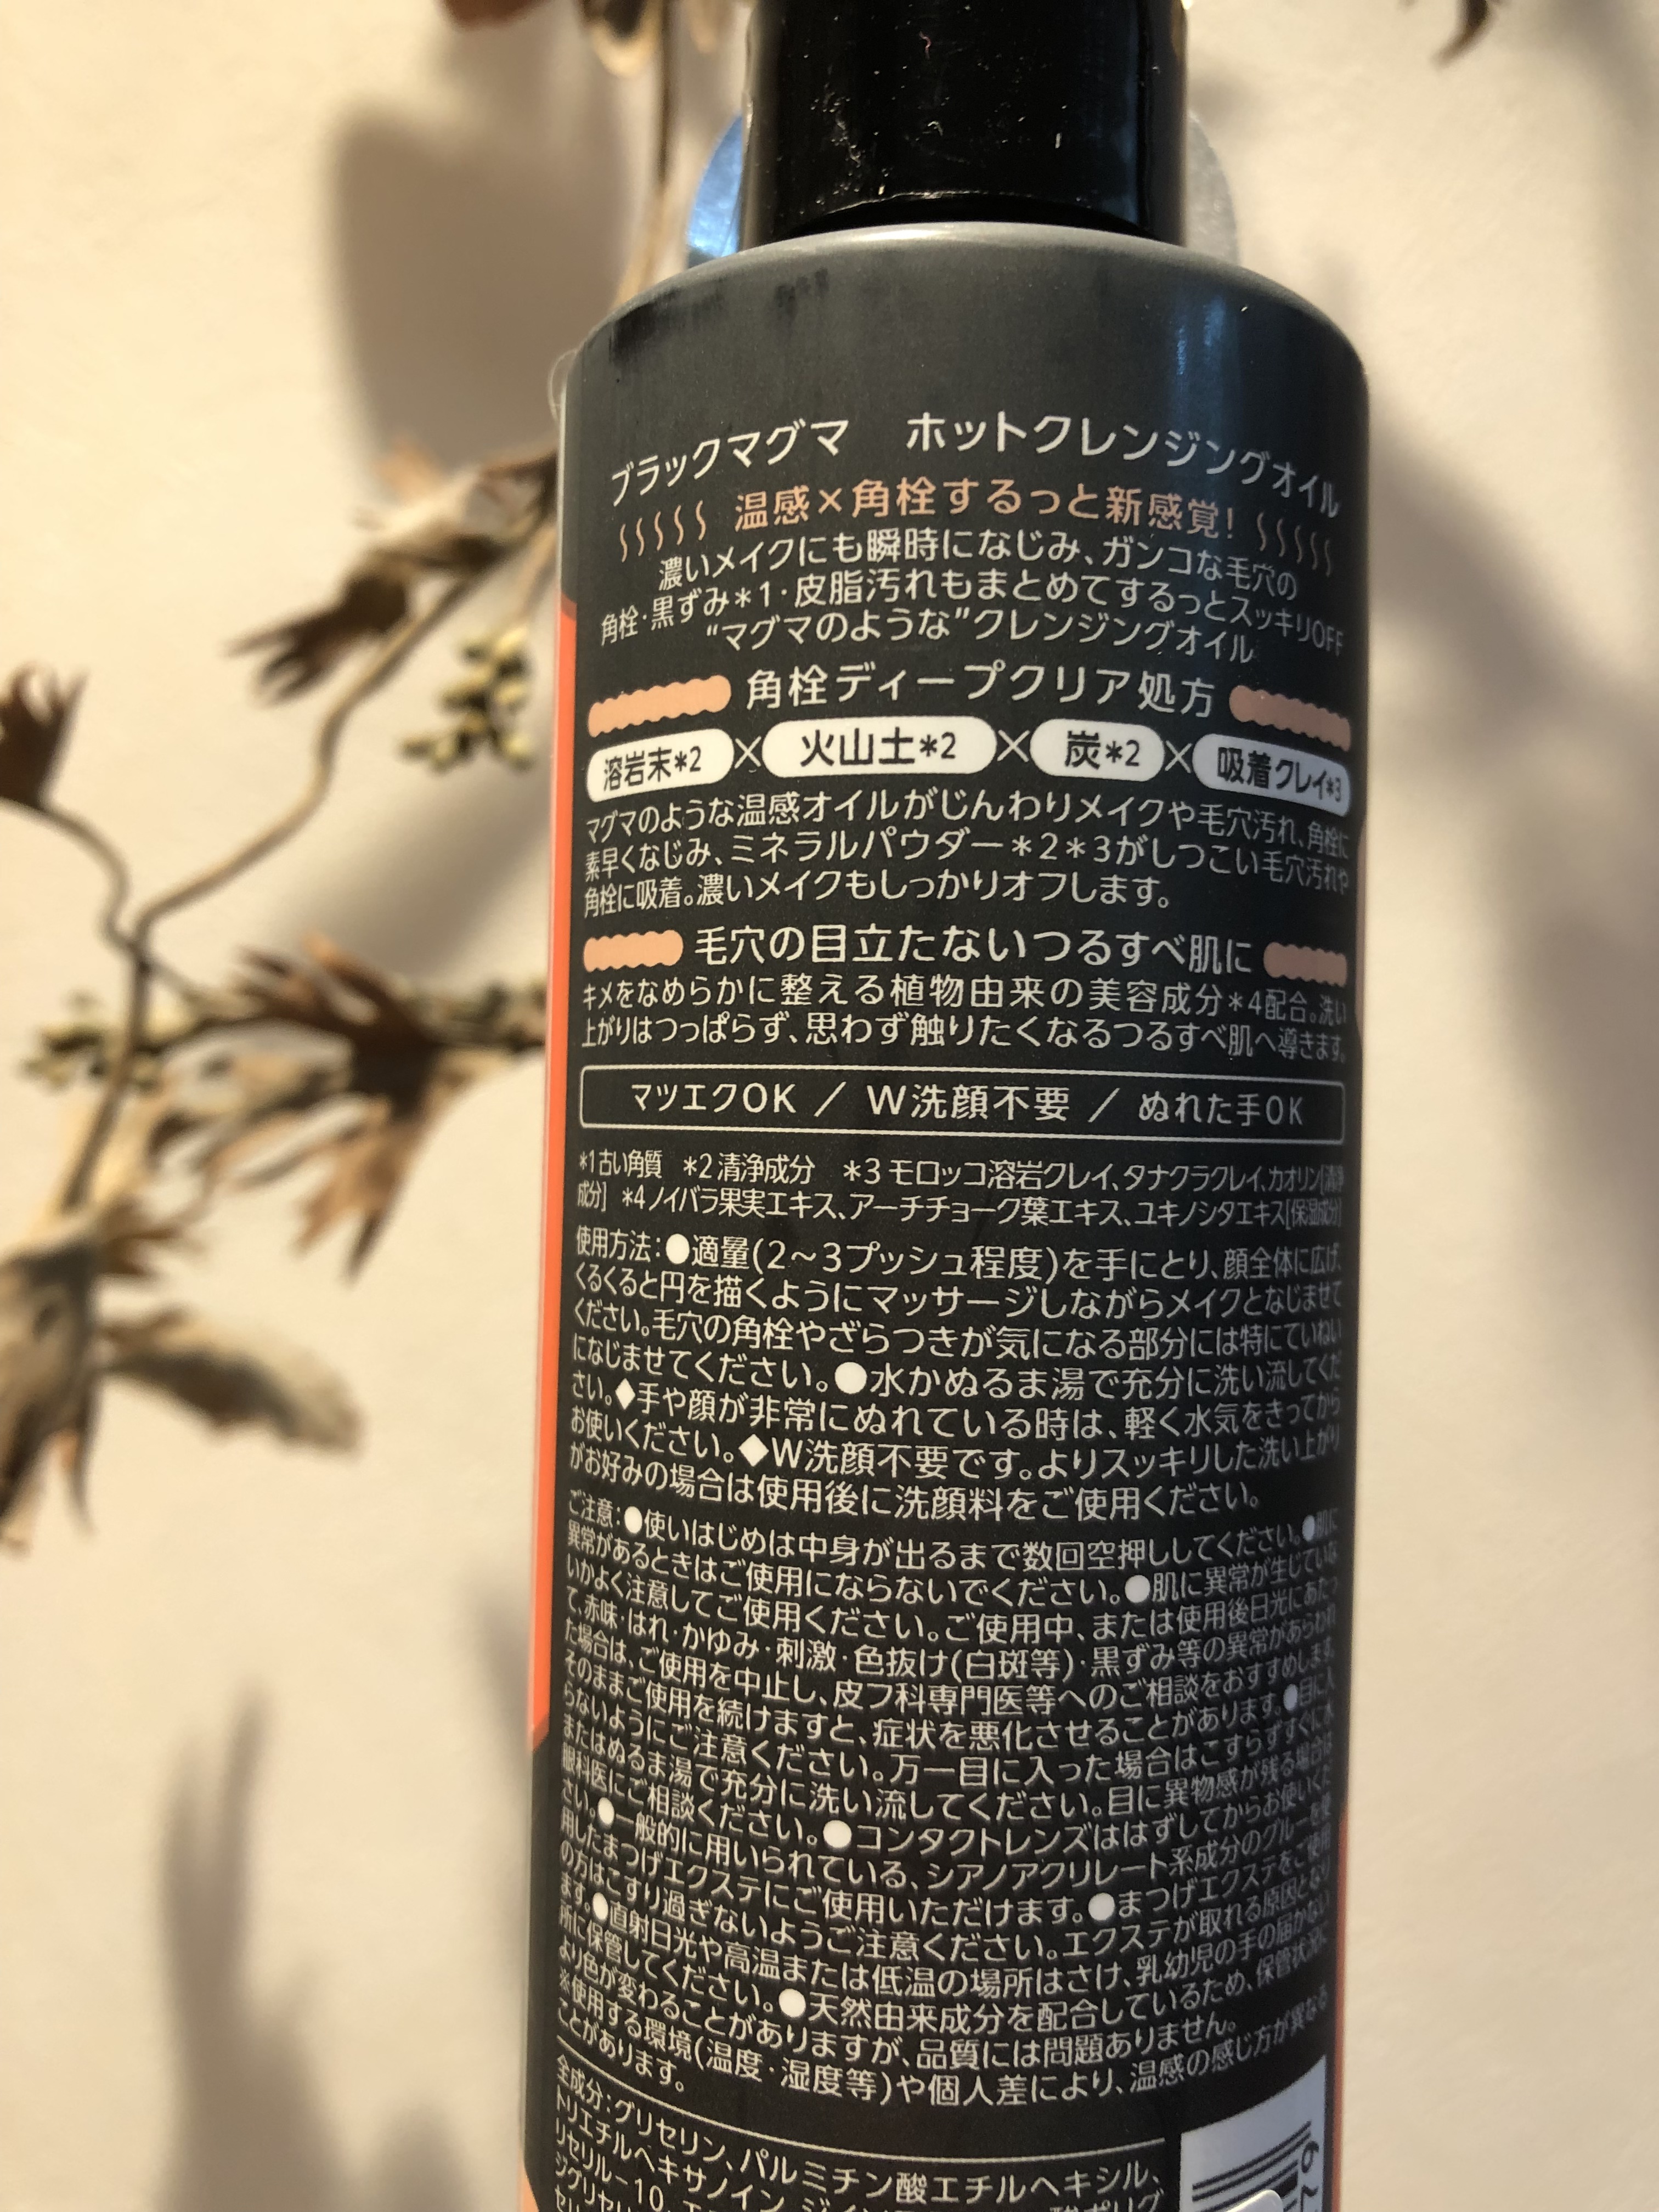 ブラックマグマ　ホットクレンジングオイル
温感×角栓するっと新感覚!
濃いメイクにも瞬時になじみ、ガンコな毛穴の
角栓・黒ずみ*1・皮脂汚れもまとめてするっとスッキリOFF
“マグマのような”クレンジングオイル
角栓ディープクリア処方
溶岩末*2×火山土*2×炭*2×吸着クレイ*3
マグマのような温感オイルがじんわりメイクや毛穴汚れ、角栓に
素早くなじみ、ミネラルパウダー*2*3がしつこい毛穴汚れや
角栓に吸着。濃いメイクもしっかりオフします。
毛穴の目立たないつるすべ肌に
キメをなめらかに整える植物由来の美容成分*4配合。洗い
上がりはつっぱらず、思わず触りたくなるつるすべ肌へ導きます。
マツエクOK / W洗顔不要 / ぬれた手OK
*1 古い角質　*2 清浄成分　*3 モロッコ溶岩クレイ、タナクラクレイ、カオリン[清浄
成分]　*4 ノイバラ果実エキス、アーチチョーク葉エキス、ユキノシタエキス[保湿成分]
使用方法:●適量(2〜3プッシュ程度)を手にとり、顔全体に広げ、
くるくると円を描くようにマッサージしながらメイクとなじませて
ください。毛穴の角栓やざらつきが気になる部分には特にていねい
になじませてください。●水かぬるま湯で充分に洗い流してくだ
さい。◆手や顔が非常にぬれている時は、軽く水気をきってから
お使いください。◆W洗顔不要です。よりスッキリした洗い上がり
がお好みの場合は使用後に洗顔料をご使用ください。
ご注意:●使いはじめは中身が出るまで数回空押ししてください。●肌に
異常があるときはご使用にならないでください。●肌に異常が生じていな
いかよく注意してご使用ください。ご使用中、または使用後日光にあたっ
て、赤味・はれ・かゆみ・刺激・色抜け(白斑等)・黒ずみ等の異常があらわれ
た場合は、ご使用を中止し、皮フ科専門医等へのご相談をおすすめします。
そのままご使用を続けますと、症状を悪化させることがあります。●目に入
らないようにご注意ください。万一目に入った場合はこすらずすぐに水
またはぬるま湯で充分に洗い流してください。目に異物感が残る場合は
眼科医にご相談ください。●コンタクトレンズははずしてからお使いくだ
さい。●一般的に用いられている、シアノアクリレート系成分のグルーを使
用したまつげエクステにご使用いただけます。●まつげエクステをご使用
の方はこすり過ぎないようご注意ください。エクステが取れる原因となり
ます。●直射日光や高温または低温の場所はさけ、乳幼児の手の届かない
所に保管してください。●天然由来成分を配合しているため、保管状況に
より色が変わることがありますが、品質には問題ありません。
※使用する環境(温度・湿度等)や個人差により、温感の感じ方が異なる
ことがあります。
全成分:グリセリン、パルミチン酸エチルヘキシル、
トリエチルヘキサノイン、
リセリル-10、
ジグリセリ